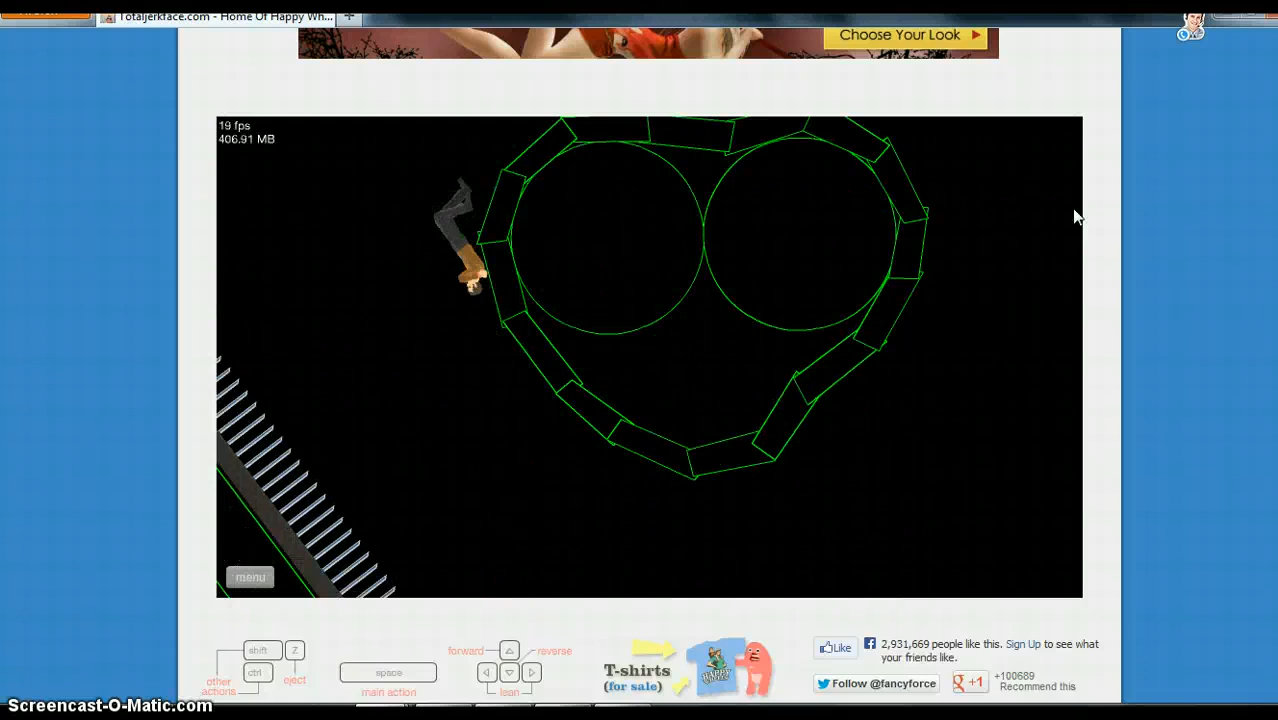 Totaljerkface.com - Home Of Happy Wh...
Choose Your Look
19 fps
406.91 MB
menu
shift
Z
ctrl
eject
other
actions
space
main action
forward
reverse
lean
T-shirts
(for sale)
HAPPY
Like
2,931,669 people like this. Sign Up to see what
your friends like.
Follow @fancyforce
g +1
+100689
Recommend this
Screencast-O-Matic.com